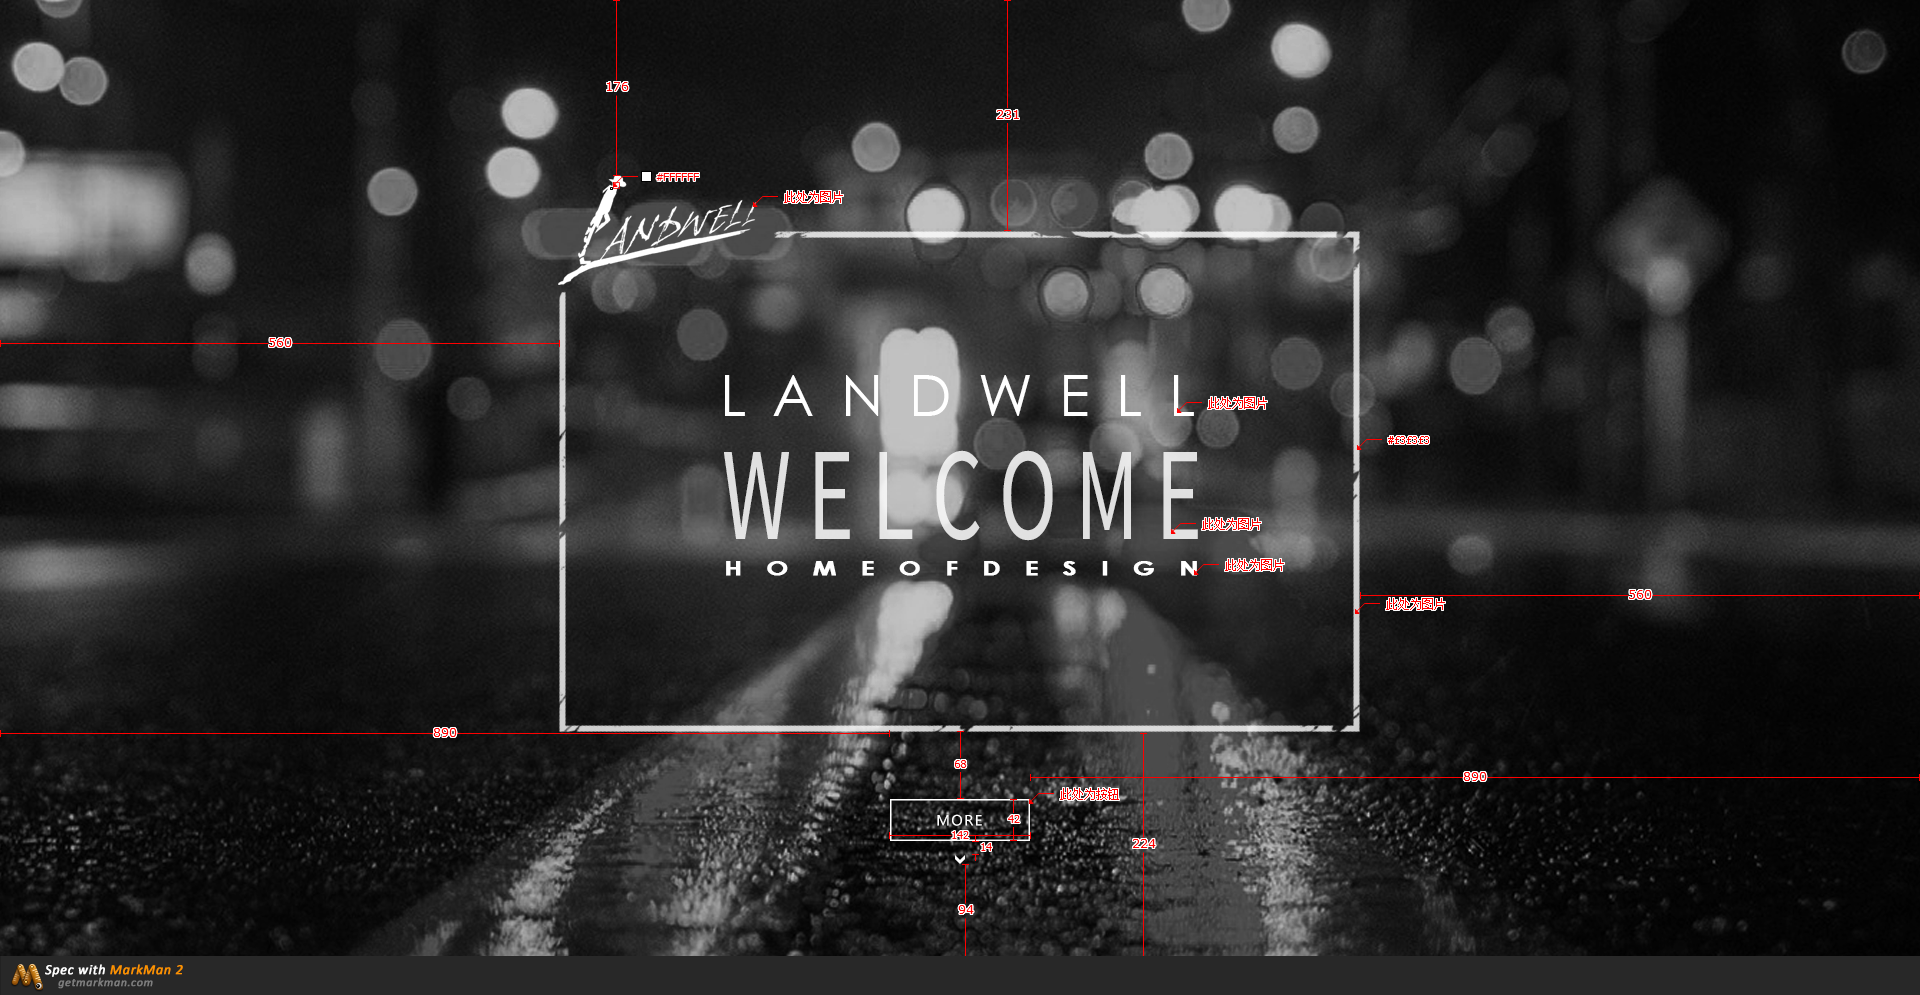 176
231
#FFFFFF
此处为图片
LANDWELL
560
LANDWELL
此处为图片
#f3f3f3
WELCOME
此处为图片
HOMEOFDESIGN
此处为图片
560
此处为图片
890
68
890
此处为按钮
MORE
42
142
14
224
94
Spec with MarkMan 2
getmarkman.com